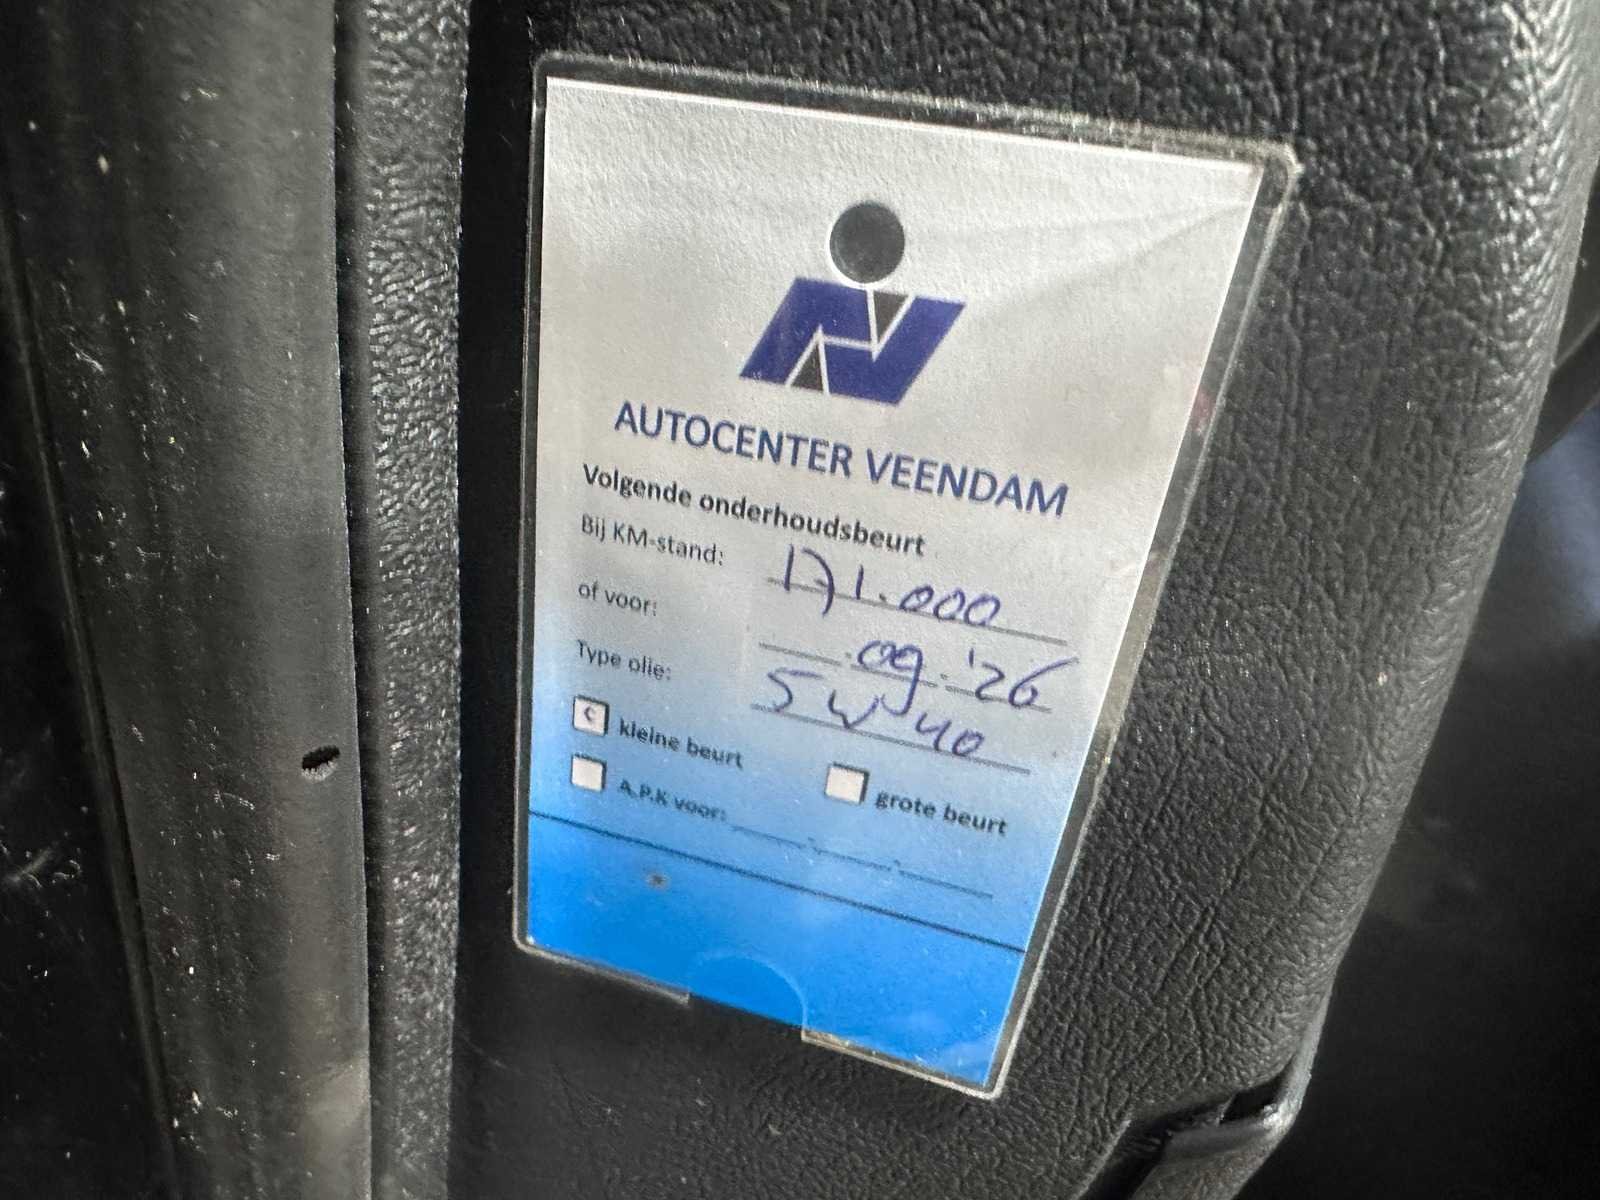 AUTOCENTER VEENDAM
Volgende onderhoudsbeurt
Bij KM-stand: 171.000
of voor: 09 '26
Type olie: 5W40
kleine beurt grote beurt
A.P.K voor: